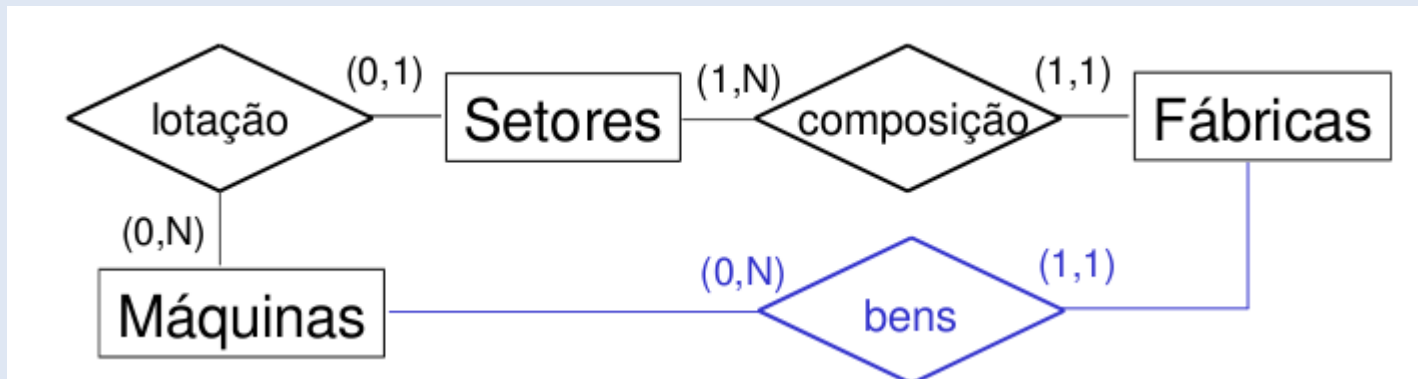 (0,1)
(1,N)
(1,1)
lotação
Setores
composição
Fábricas
(0,N)
(0,N)
(1,1)
Máquinas
bens